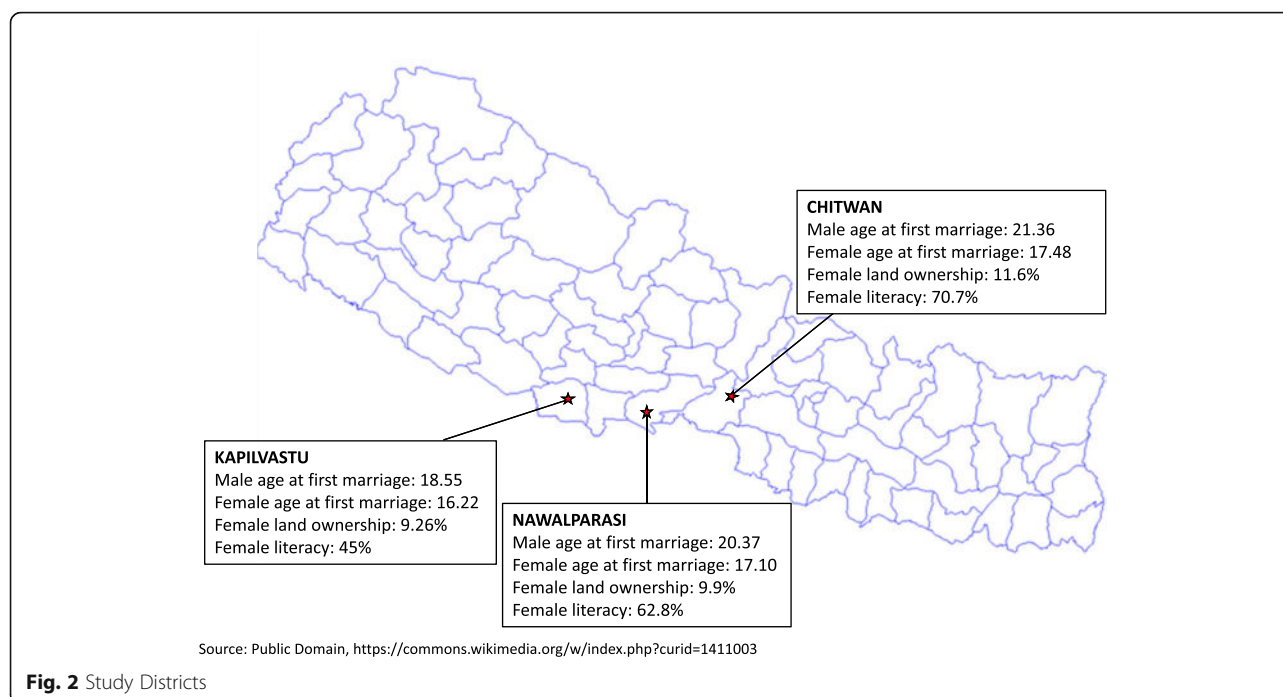 CHITWAN
Male age at first marriage: 21.36
Female age at first marriage: 17.48
Female land ownership: 11.6%
Female literacy: 70.7%
KAPILVASTU
Male age at first marriage: 18.55
Female age at first marriage: 16.22
Female land ownership: 9.26%
Female literacy: 45%
NAWALPARASI
Male age at first marriage: 20.37
Female age at first marriage: 17.10
Female land ownership: 9.9%
Female literacy: 62.8%
Source: Public Domain, https://commons.wikimedia.org/w/index.php?curid=1411003
Fig. 2 Study Districts